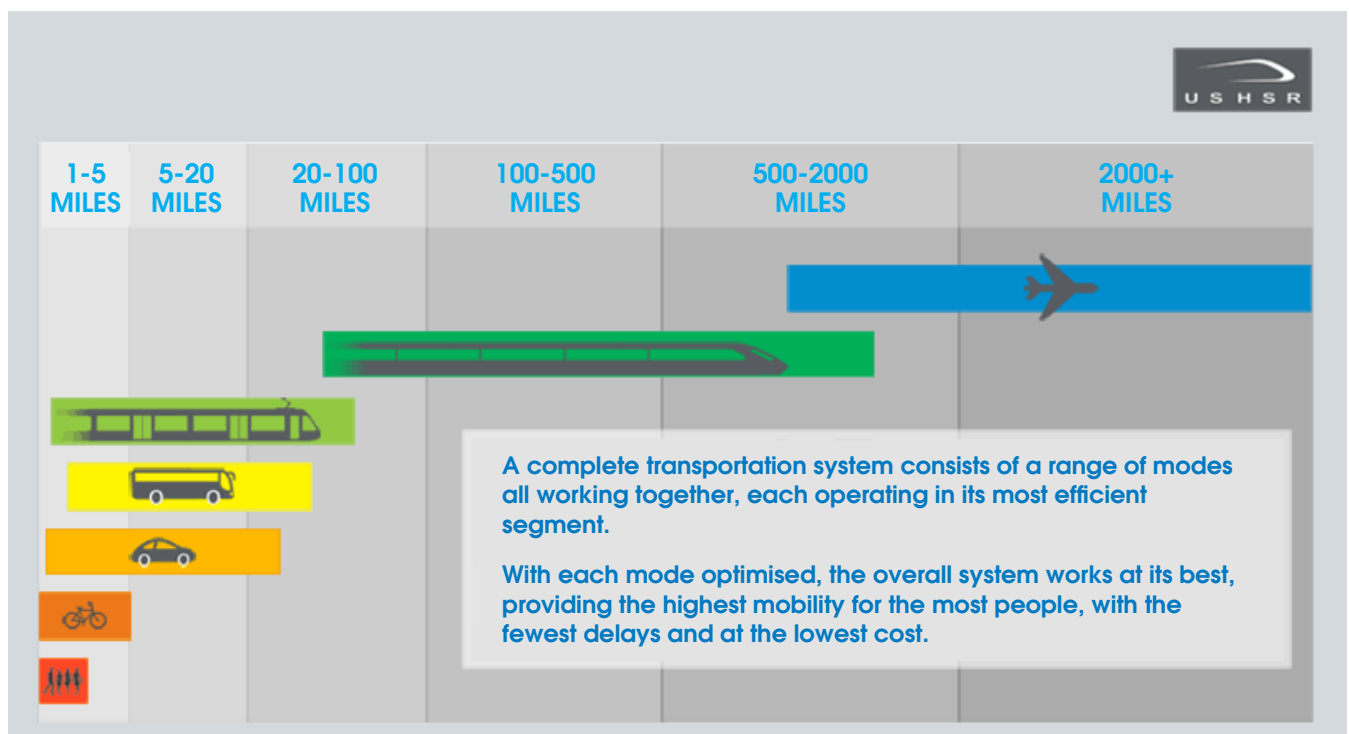 USHSR
1-5
MILES
5-20
MILES
20-100
MILES
100-500
MILES
500-2000
MILES
2000+
MILES
A complete transportation system consists of a range of modes
all working together, each operating in its most efficient
segment.
With each mode optimised, the overall system works at its best,
providing the highest mobility for the most people, with the
fewest delays and at the lowest cost.